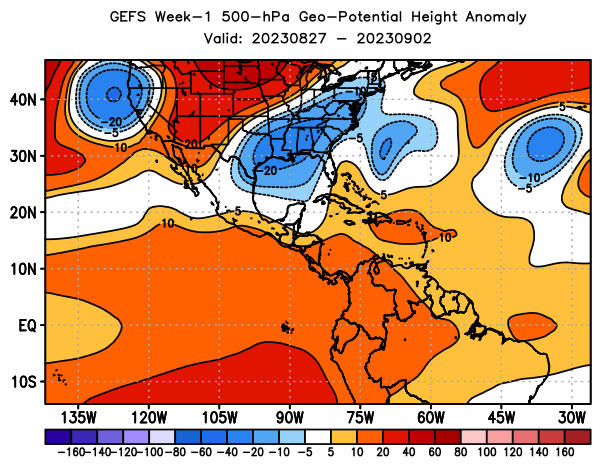 GEFS Week-1 500-hPa Geo-Potential Height Anomaly
Valid: 20230827 - 20230902
40N
30N
20N
10N
EQ
10S
-20
-5
10
20
10
-10
-5
-20
-5
5
-10
-5
5
-5
10
10
135W 120W 105W 90W 75W 60W 45W 30W
-160 -140 -120 -100 -80 -60 -40 -20 -10 -5 5 10 20 40 60 80 100 120 140 160